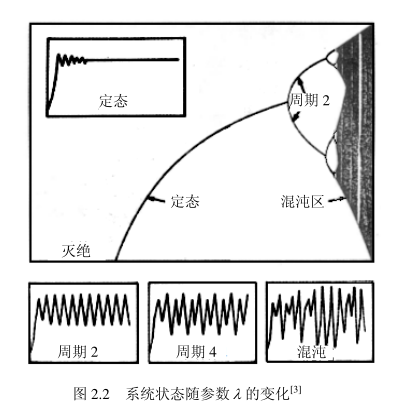 定态
周期 2
定态
混沌区
灭绝
周期 2
周期 4
混沌
图 2.2 系统状态随参数 λ 的变化[3]